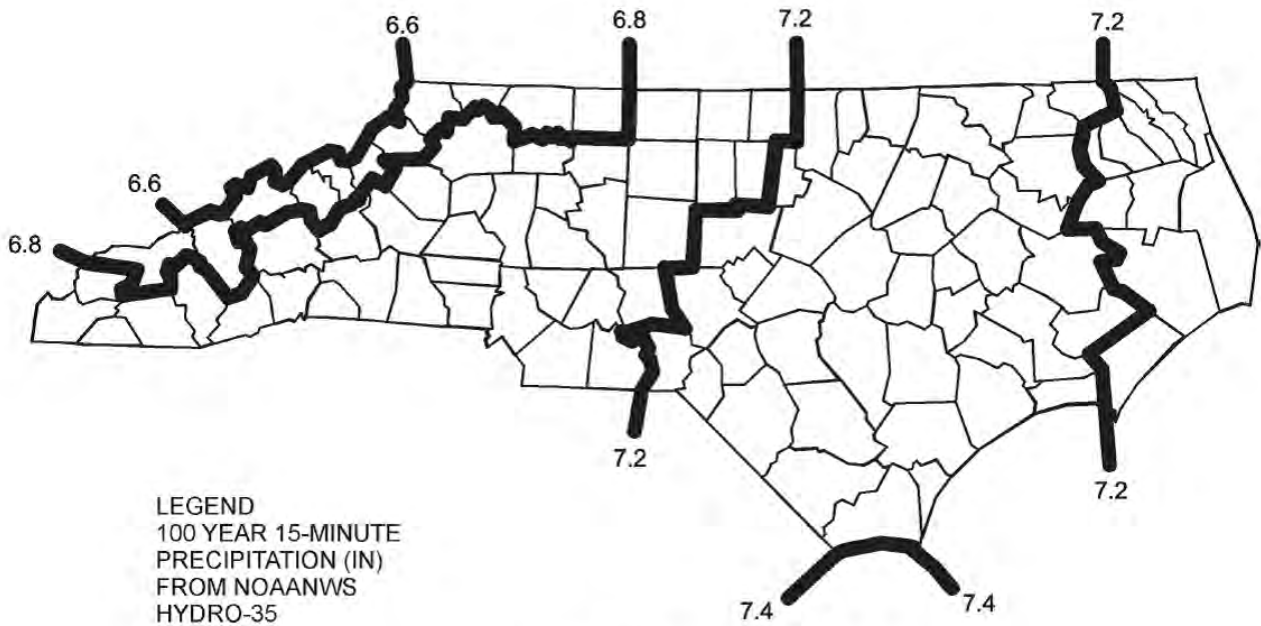 6.6
6.8
7.2
7.2
6.6
6.8
7.2
7.2
7.4
7.4
LEGEND
100 YEAR 15-MINUTE
PRECIPITATION (IN)
FROM NOAANWS
HYDRO-35